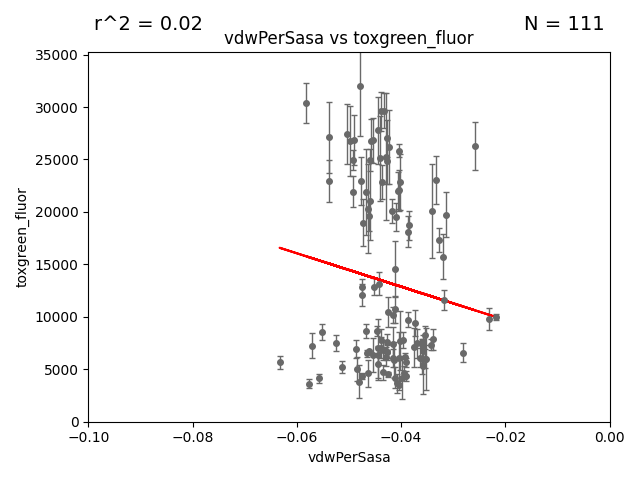 r^2 = 0.02
N = 111
vdwPerSasa vs toxgreen_fluor
35000
30000
25000
20000
15000
10000
5000
0
toxgreen_fluor
−0.10
−0.08
−0.06
−0.04
−0.02
0.00
vdwPerSasa